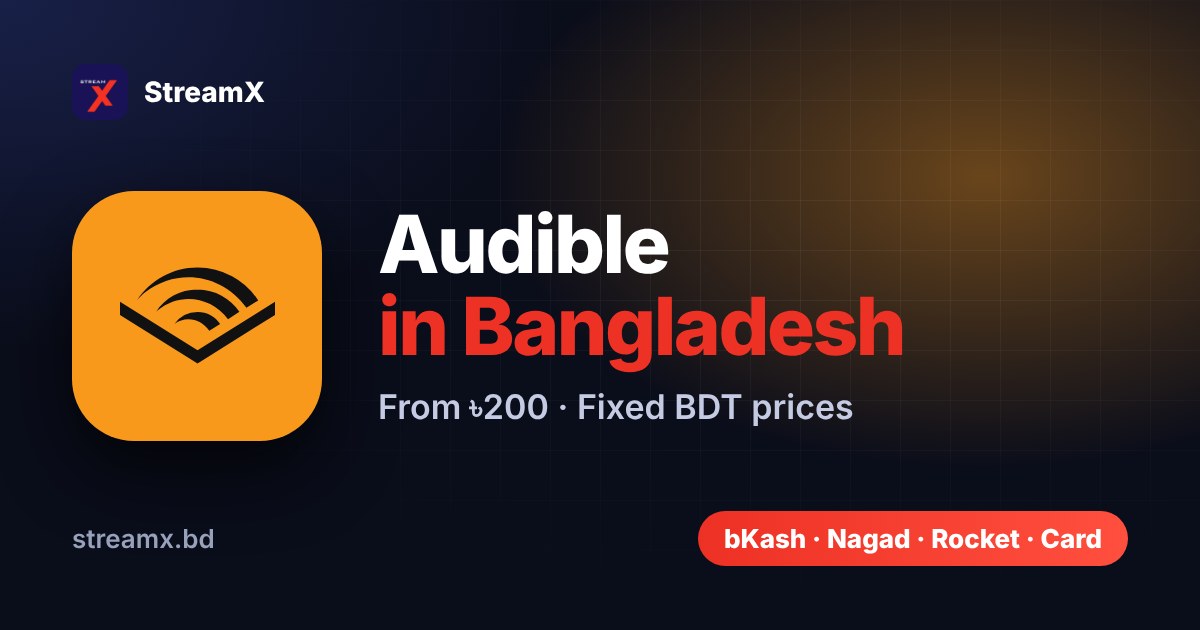 STREAM
X
StreamX
Audible
in Bangladesh
From ৳200 · Fixed BDT prices
streamx.bd
bKash · Nagad · Rocket · Card